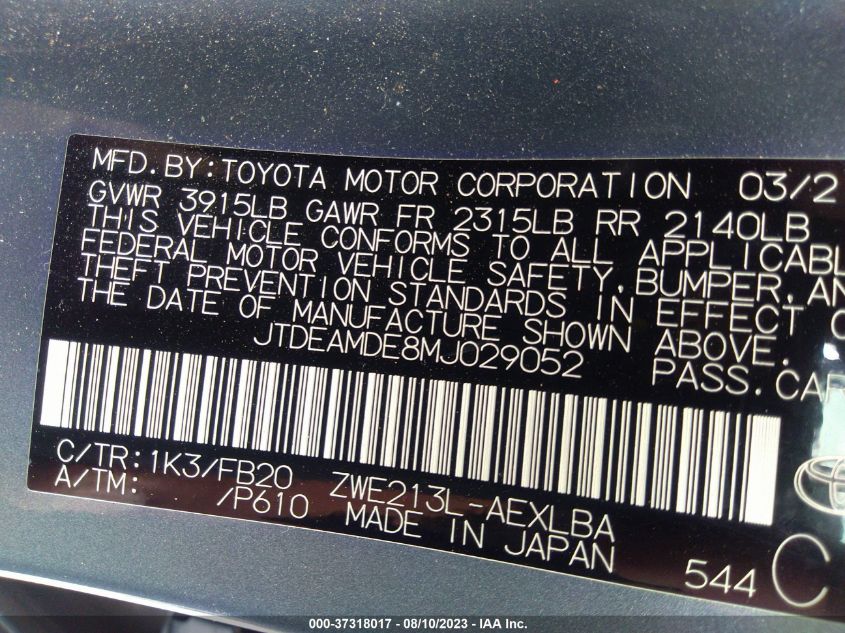 MFD. BY: TOYOTA MOTOR CORPORATION 03/2
GVWR 3915LB GAWR FR 2315LB RR 2140LB
THIS VEHICLE CONFORMS TO ALL APPLICABL
FEDERAL MOTOR VEHICLE SAFETY, BUMPER, AN
THEFT PREVENTION STANDARDS IN EFFECT O
THE DATE OF MANUFACTURE SHOWN ABOVE.
JTDEAMDE8MJ029052 PASS. CAR
C/TR: 1K3/FB20 ZWE213L-AEXLBA
A/TM: /P610 MADE IN JAPAN
544 C
000-37318017 — 08/10/2023 — IAA Inc.